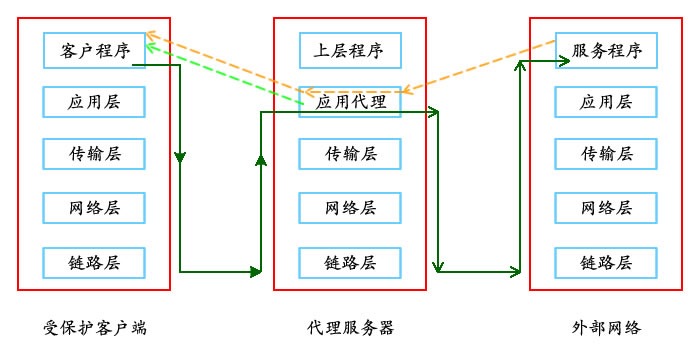 客户程序
应用层
传输层
网络层
链路层
受保护客户端
上层程序
应用代理
传输层
网络层
链路层
代理服务器
服务程序
应用层
传输层
网络层
链路层
外部网络